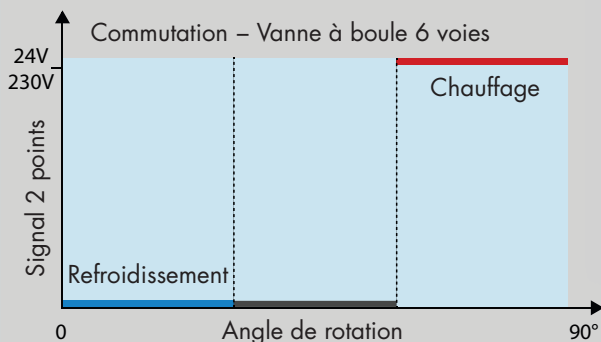 Commutation – Vanne à boule 6 voies
24V
230V
Chauffage
Signal 2 points
Refroidissement
0
Angle de rotation
90°